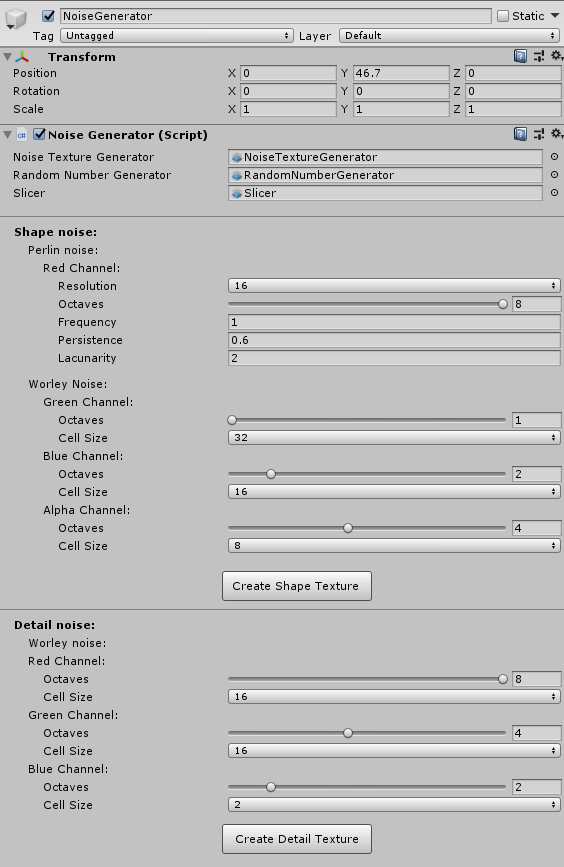 NoiseGenerator Static
Tag Untagged Layer Default
Transform
Position X 0 Y 46.7 Z 0
Rotation X 0 Y 0 Z 0
Scale X 1 Y 1 Z 1
Noise Generator (Script)
Noise Texture Generator NoiseTextureGenerator
Random Number Generator RandomNumberGenerator
Slicer Slicer
Shape noise:
Perlin noise:
Red Channel:
Resolution 16
Octaves 8
Frequency 1
Persistence 0.6
Lacunarity 2
Worley Noise:
Green Channel:
Octaves 1
Cell Size 32
Blue Channel:
Octaves 2
Cell Size 16
Alpha Channel:
Octaves 4
Cell Size 8
Create Shape Texture
Detail noise:
Worley noise:
Red Channel:
Octaves 8
Cell Size 16
Green Channel:
Octaves 4
Cell Size 16
Blue Channel:
Octaves 2
Cell Size 2
Create Detail Texture